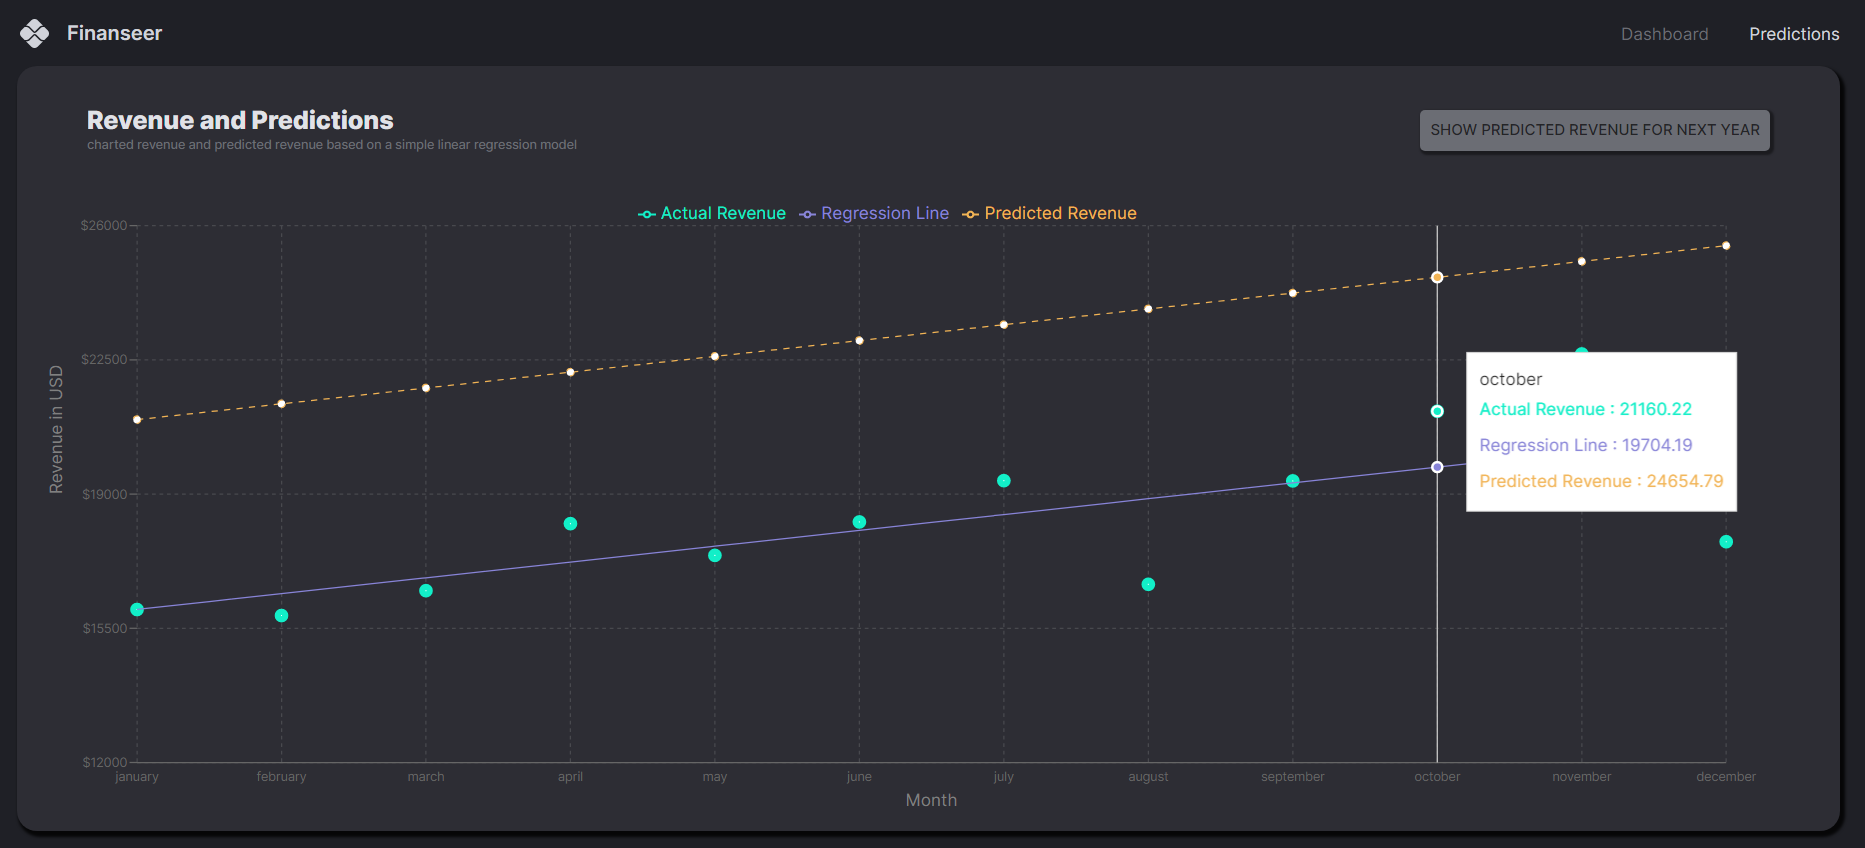 Finanseer
Dashboard
Predictions
Revenue and Predictions
charted revenue and predicted revenue based on a simple linear regression model
SHOW PREDICTED REVENUE FOR NEXT YEAR
Actual Revenue
Regression Line
Predicted Revenue
$26000
$22500
$19000
$15500
$12000
Revenue in USD
october
Actual Revenue : 21160.22
Regression Line : 19704.19
Predicted Revenue : 24654.79
january
february
march
april
may
june
july
august
september
october
november
december
Month